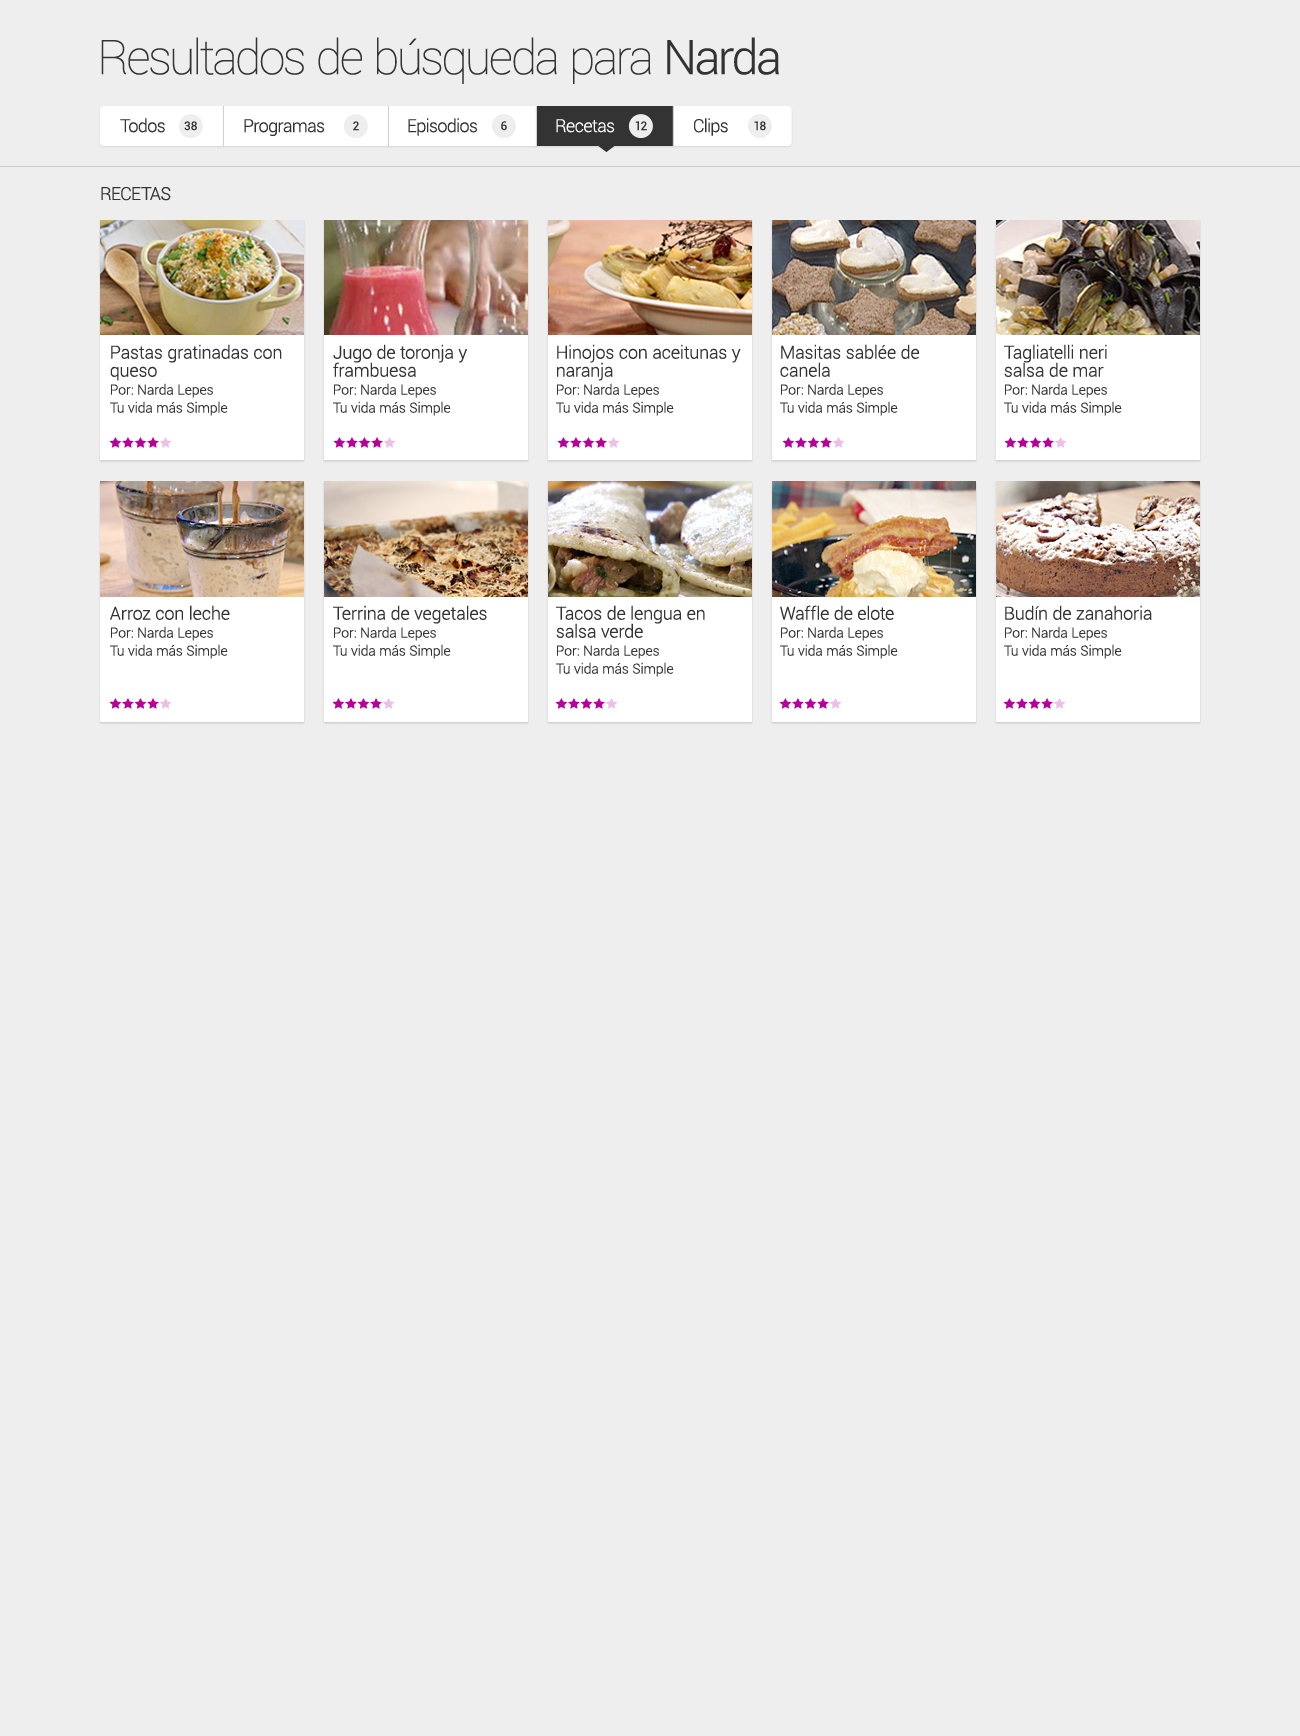 Resultados de búsqueda para Narda
Todos 38 Programas 2 Episodios 6 Recetas 12 Clips 18
RECETAS
Pastas gratinadas con
queso
Por: Narda Lepes
Tu vida más Simple
Jugo de toronja y
frambuesa
Por: Narda Lepes
Tu vida más Simple
Hinojos con aceitunas y
naranja
Por: Narda Lepes
Tu vida más Simple
Masitas sablée de
canela
Por: Narda Lepes
Tu vida más Simple
Tagliatelli neri
salsa de mar
Por: Narda Lepes
Tu vida más Simple
Arroz con leche
Por: Narda Lepes
Tu vida más Simple
Terrina de vegetales
Por: Narda Lepes
Tu vida más Simple
Tacos de lengua en
salsa verde
Por: Narda Lepes
Tu vida más Simple
Waffle de elote
Por: Narda Lepes
Tu vida más Simple
Budín de zanahoria
Por: Narda Lepes
Tu vida más Simple